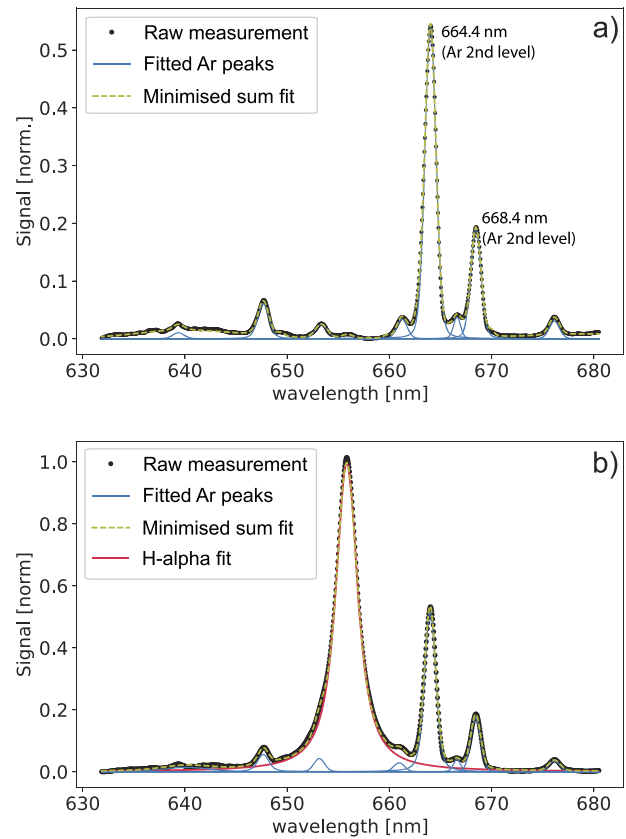 a)
Raw measurement
Fitted Ar peaks
Minimised sum fit
664.4 nm
(Ar 2nd level)
668.4 nm
(Ar 2nd level)
Signal [norm.]
0.5
0.4
0.3
0.2
0.1
0.0
630 640 650 660 670 680
wavelength [nm]
b)
Raw measurement
Fitted Ar peaks
Minimised sum fit
H-alpha fit
Signal [norm]
1.0
0.8
0.6
0.4
0.2
0.0
630 640 650 660 670 680
wavelength [nm]